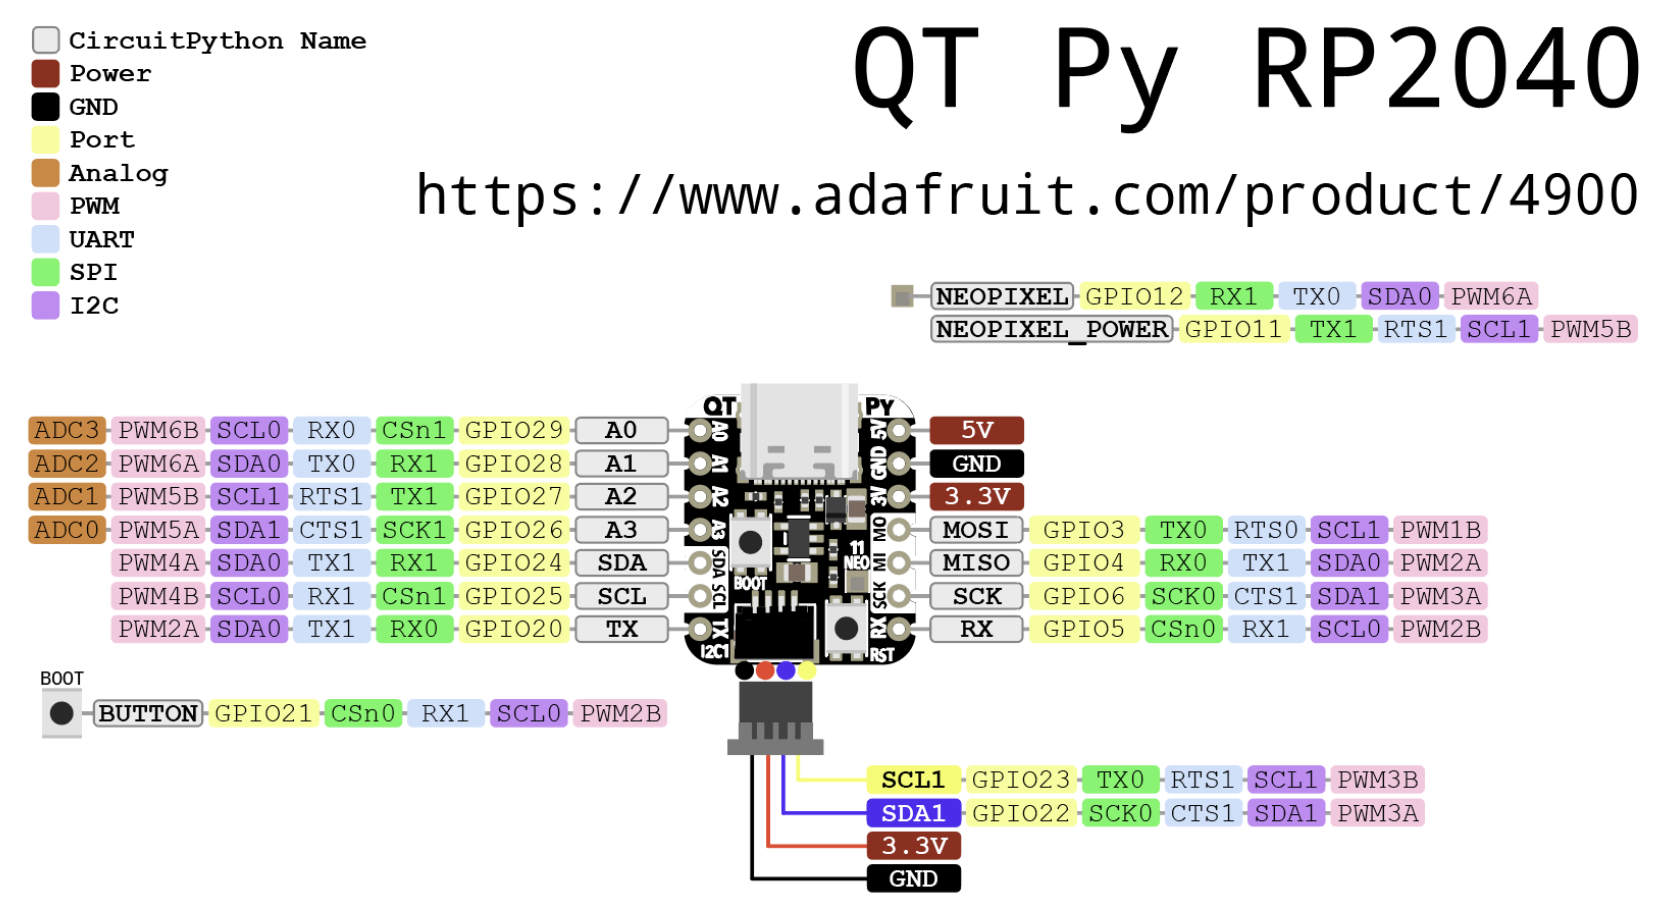 CircuitPython Name
Power
GND
Port
Analog
PWM
UART
SPI
I2C
QT Py RP2040
https://www.adafruit.com/product/4900
NEOPIXEL GPIO12 RX1 TX0 SDA0 PWM6A
NEOPIXEL_POWER GPIO11 TX1 RTS1 SCL1 PWM5B
ADC3 PWM6B SCL0 RX0 CSn1 GPIO29 A0
ADC2 PWM6A SDA0 TX0 RX1 GPIO28 A1
ADC1 PWM5B SCL1 RTS1 TX1 GPIO27 A2
ADC0 PWM5A SDA1 CTS1 SCK1 GPIO26 A3
PWM4A SDA0 TX1 RX1 GPIO24 SDA
PWM4B SCL0 RX1 CSn1 GPIO25 SCL
PWM2A SDA0 TX1 RX0 GPIO20 TX
QT Py
A0 5V
A1 GND
A2 3V
A3 MO
SDA MI
SCL SCK
TX RX
11
NEO
BOOT
I2C1
RST
5V
GND
3.3V
MOSI GPIO3 TX0 RTS0 SCL1 PWM1B
MISO GPIO4 RX0 TX1 SDA0 PWM2A
SCK GPIO6 SCK0 CTS1 SDA1 PWM3A
RX GPIO5 CSn0 RX1 SCL0 PWM2B
BOOT
BUTTON GPIO21 CSn0 RX1 SCL0 PWM2B
SCL1 GPIO23 TX0 RTS1 SCL1 PWM3B
SDA1 GPIO22 SCK0 CTS1 SDA1 PWM3A
3.3V
GND